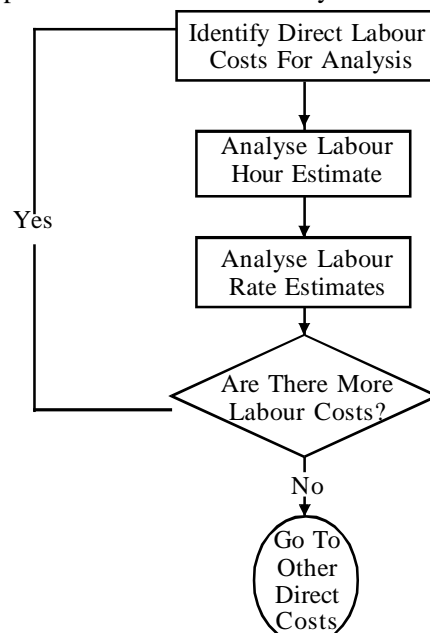 Identify Direct Labour
Costs For Analysis
Analyse Labour
Hour Estimate
Yes
Analyse Labour
Rate Estimates
Are There More
Labour Costs?
No
Go To
Other
Direct
Costs